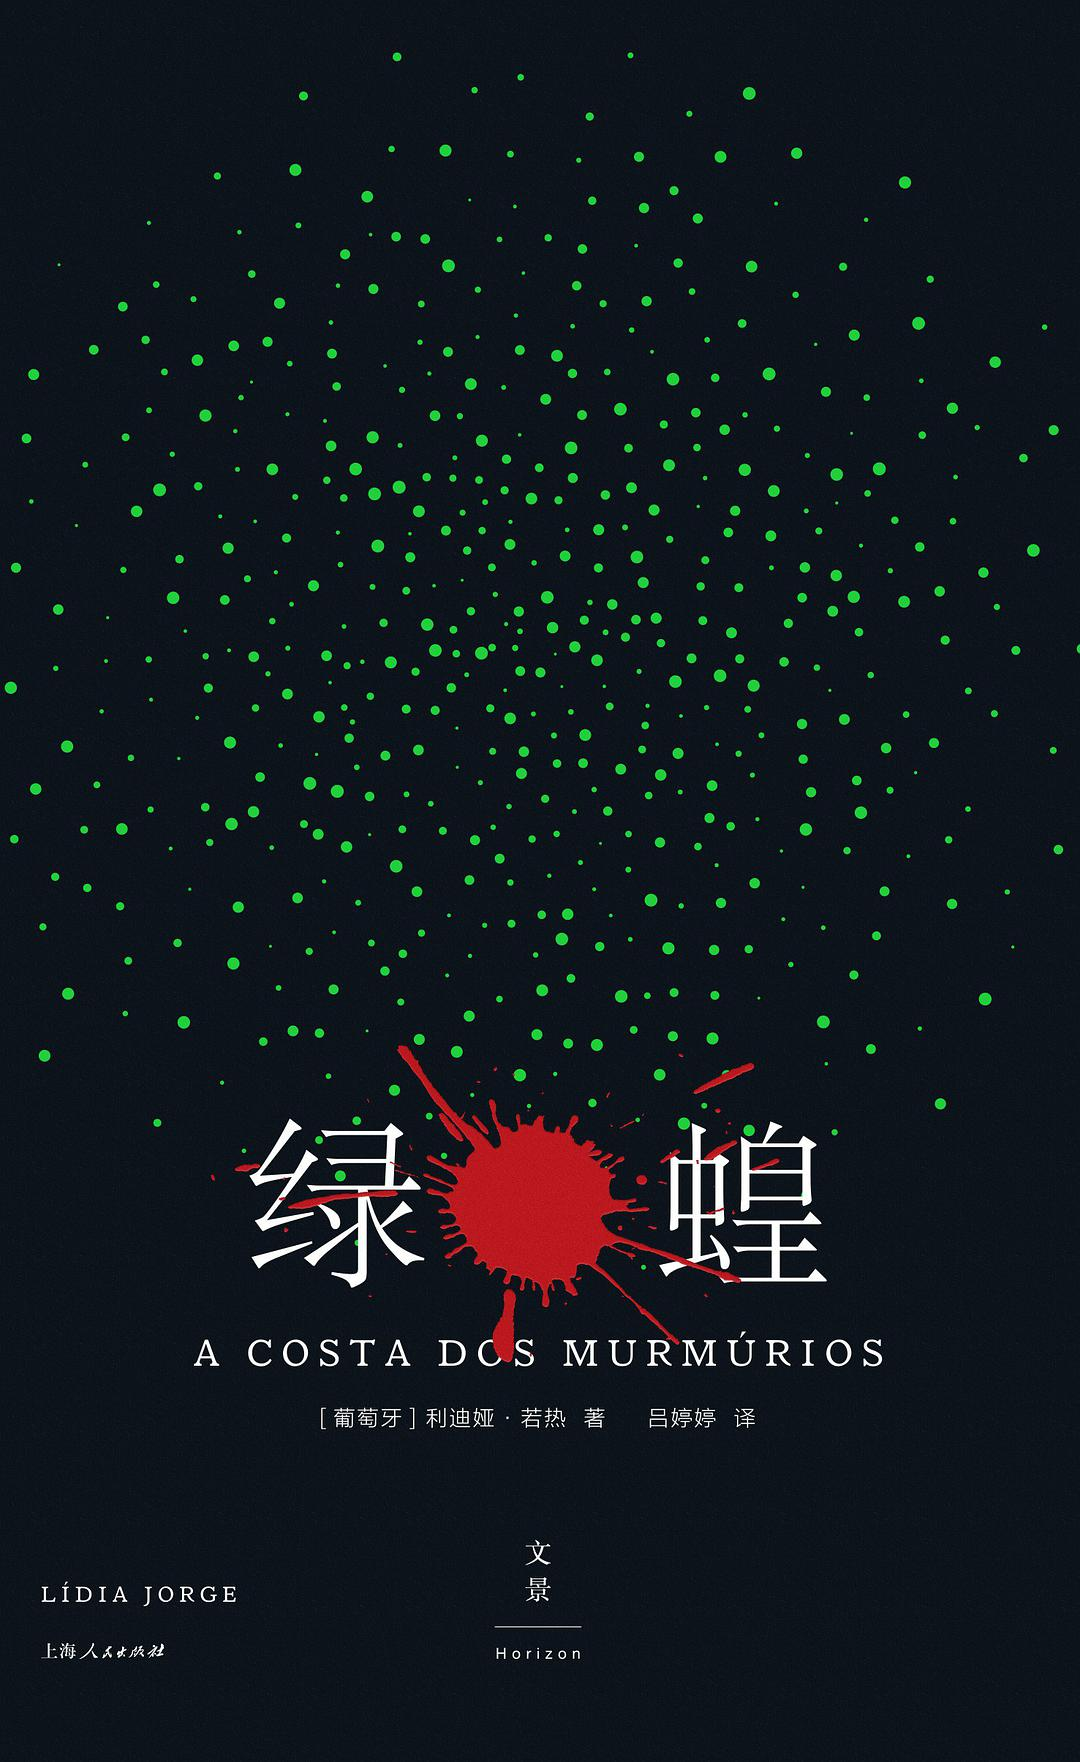 绿 蝗
A COSTA DOS MURMÚRIOS
[葡萄牙] 利迪娅·若热 著 吕婷婷 译
文
景
Horizon
LÍDIA JORGE
上海人民出版社